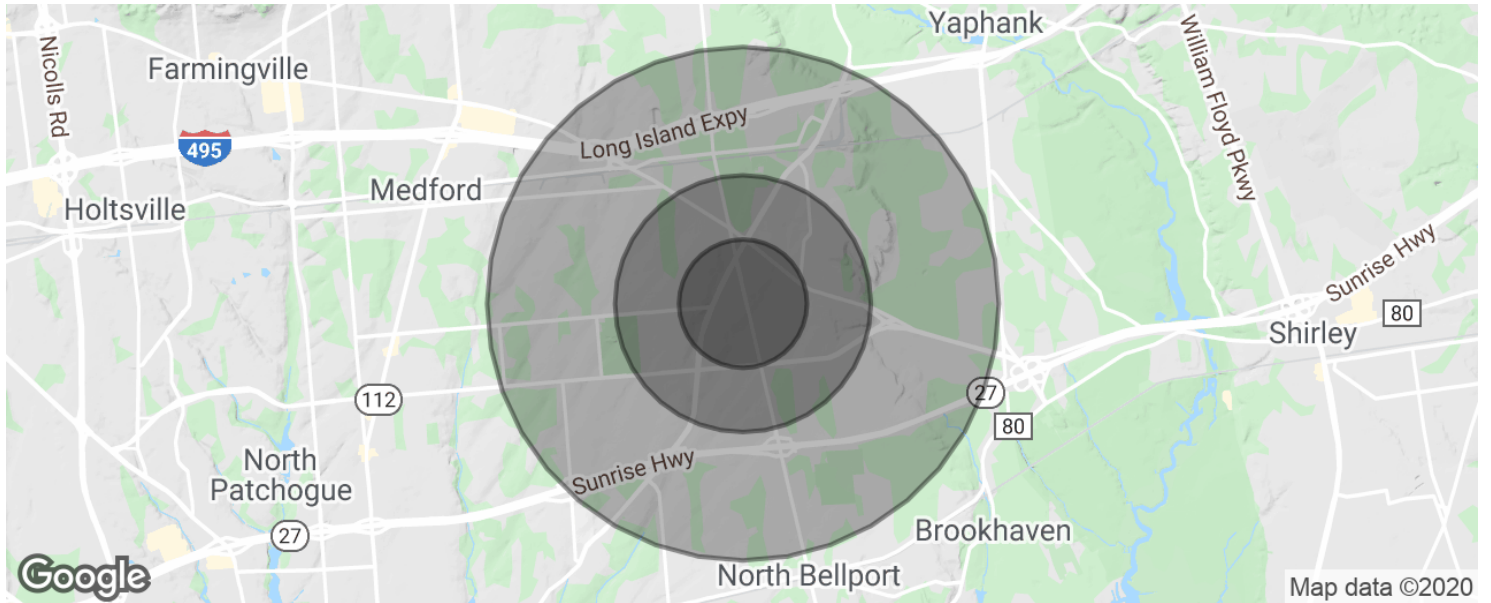 Yaphank
Nicolls Rd
William Floyd Pkwy
Farmingville
Long Island Expy
495
Medford
Holtsville
Sunrise Hwy
80
Shirley
27
112
80
North
Patchogue
Sunrise Hwy
27
Brookhaven
North Bellport
Google
Map data ©2020